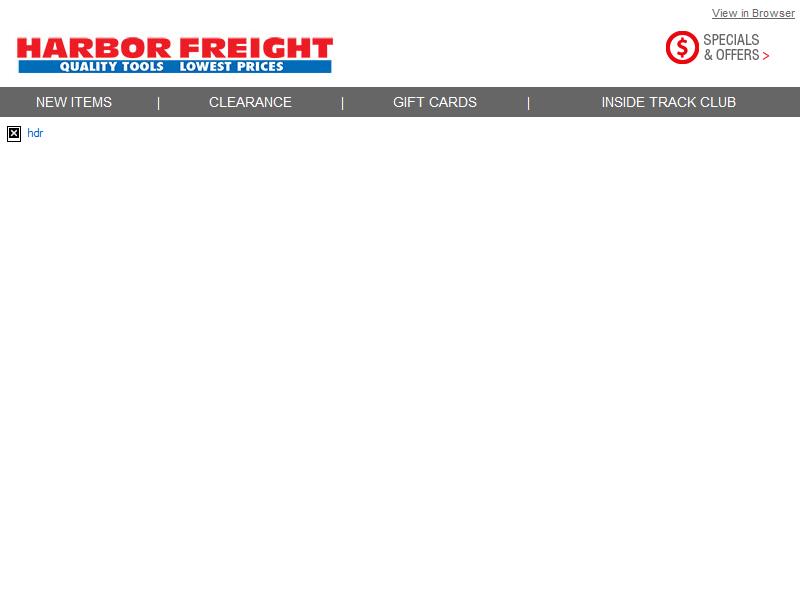 View in Browser
HARBOR FREIGHT
QUALITY TOOLS LOWEST PRICES
SPECIALS
& OFFERS >
NEW ITEMS | CLEARANCE | GIFT CARDS | INSIDE TRACK CLUB
hdr